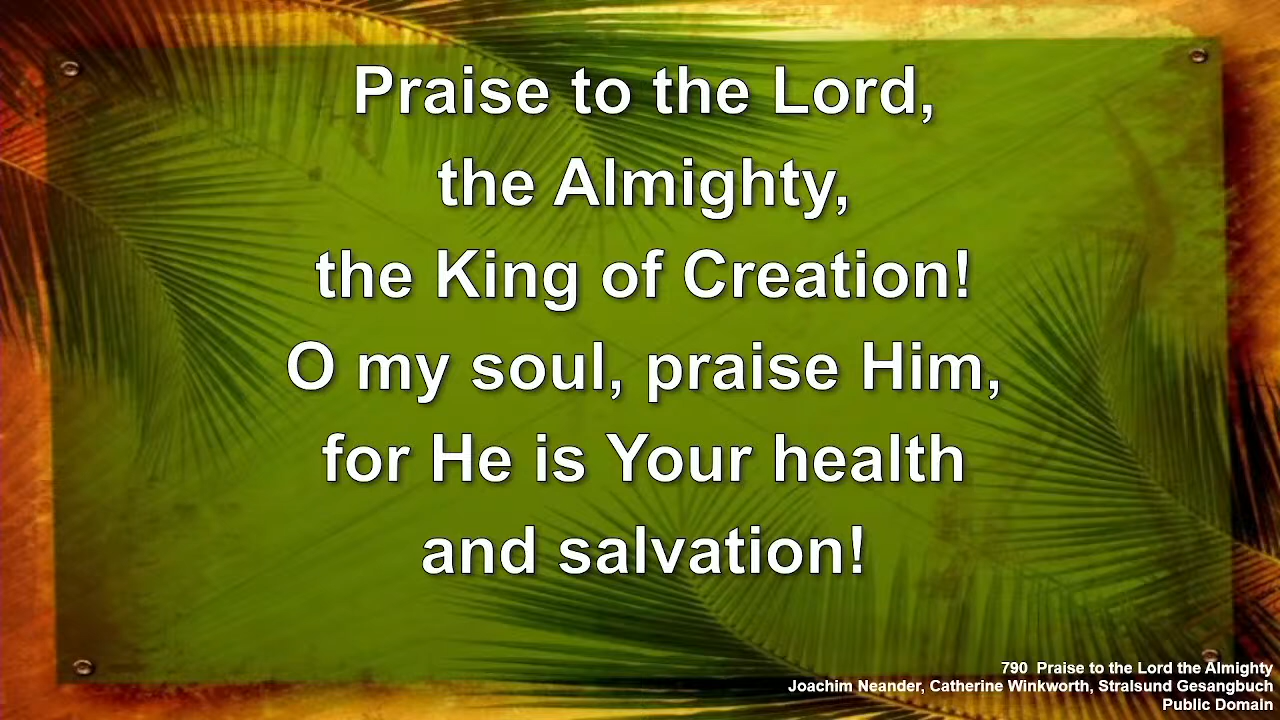 Praise to the Lord,
the Almighty,
the King of Creation!
O my soul, praise Him,
for He is Your health
and salvation!
790  Praise to the Lord the Almighty
Joachim Neander, Catherine Winkworth, Stralsund Gesangbuch
Public Domain